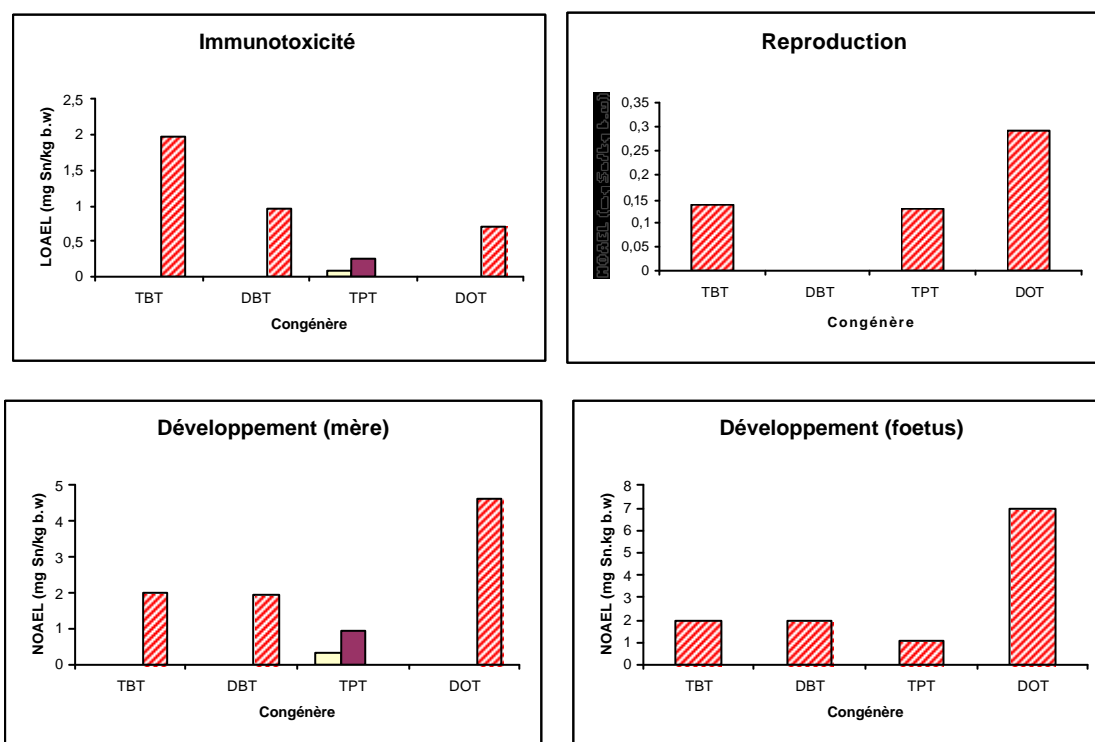 Immunotoxicité
LOAEL (mg Sn/kg b.w)
2,5
2
1,5
1
0,5
0
TBT DBT TPT DOT
Congénère
Reproduction
NOAEL (mg Sn/kg b.w)
0,35
0,3
0,25
0,2
0,15
0,1
0,05
0
TBT DBT TPT DOT
Congénère
Développement (mère)
NOAEL (mg Sn/kg b.w)
5
4
3
2
1
0
TBT DBT TPT DOT
Congénère
Développement (foetus)
NOAEL (mg Sn.kg b.w)
8
7
6
5
4
3
2
1
0
TBT DBT TPT DOT
Congénère